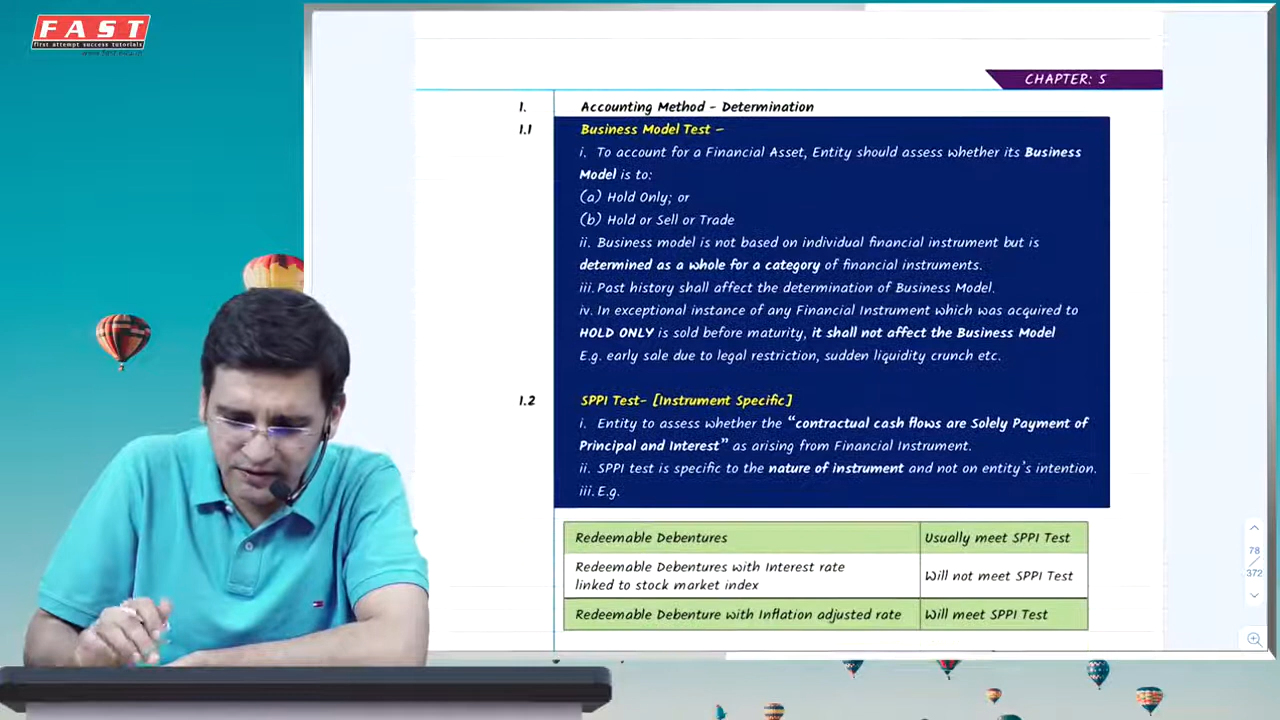 FAST
first attempt success tutorials
CHAPTER: 5
1. Accounting Method - Determination
1.1 Business Model Test –
i. To account for a Financial Asset, Entity should assess whether its Business
Model is to:
(a) Hold Only; or
(b) Hold or Sell or Trade
ii. Business model is not based on individual financial instrument but is
determined as a whole for a category of financial instruments.
iii. Past history shall affect the determination of Business Model.
iv. In exceptional instance of any Financial Instrument which was acquired to
HOLD ONLY is sold before maturity, it shall not affect the Business Model
E.g. early sale due to legal restriction, sudden liquidity crunch etc.
1.2 SPPI Test- [Instrument Specific]
i. Entity to assess whether the “contractual cash flows are Solely Payment of
Principal and Interest” as arising from Financial Instrument.
ii. SPPI test is specific to the nature of instrument and not on entity’s intention.
iii. E.g.
Redeemable Debentures Usually meet SPPI Test
Redeemable Debentures with Interest rate
linked to stock market index Will not meet SPPI Test
Redeemable Debenture with Inflation adjusted rate Will meet SPPI Test
78
372